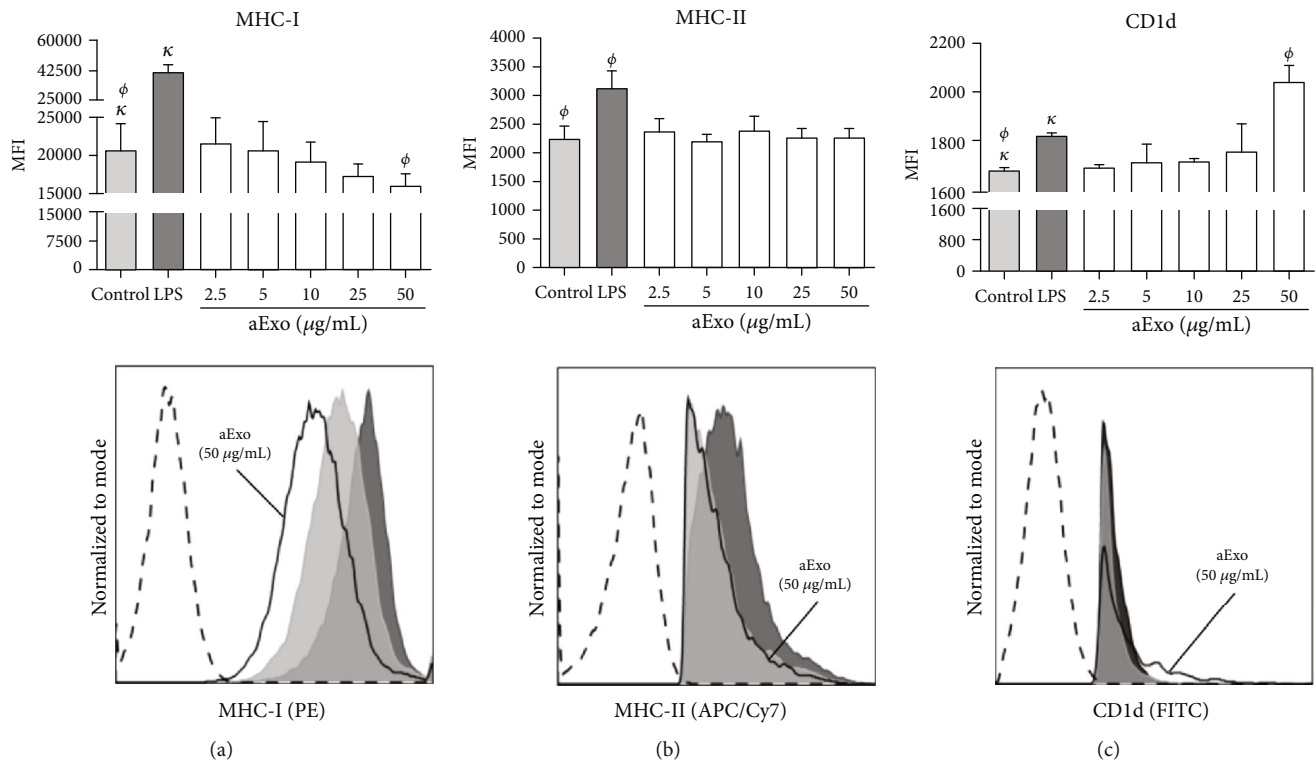 MHC-I
60000
42500
25000
25000
20000
15000
15000
7500
0
MFI
ϕ
κ
κ
ϕ
Control LPS 2.5 5 10 25 50
aExo (μg/mL)
MHC-II
4000
3500
3000
2500
2000
1500
1000
500
0
MFI
ϕ
ϕ
Control LPS 2.5 5 10 25 50
aExo (μg/mL)
CD1d
2200
2000
1800
1600
1600
800
0
MFI
ϕ
κ
κ
ϕ
Control LPS 2.5 5 10 25 50
aExo (μg/mL)
Normalized to mode
aExo
(50 μg/mL)
MHC-I (PE)
(a)
Normalized to mode
aExo
(50 μg/mL)
MHC-II (APC/Cy7)
(b)
Normalized to mode
aExo
(50 μg/mL)
CD1d (FITC)
(c)